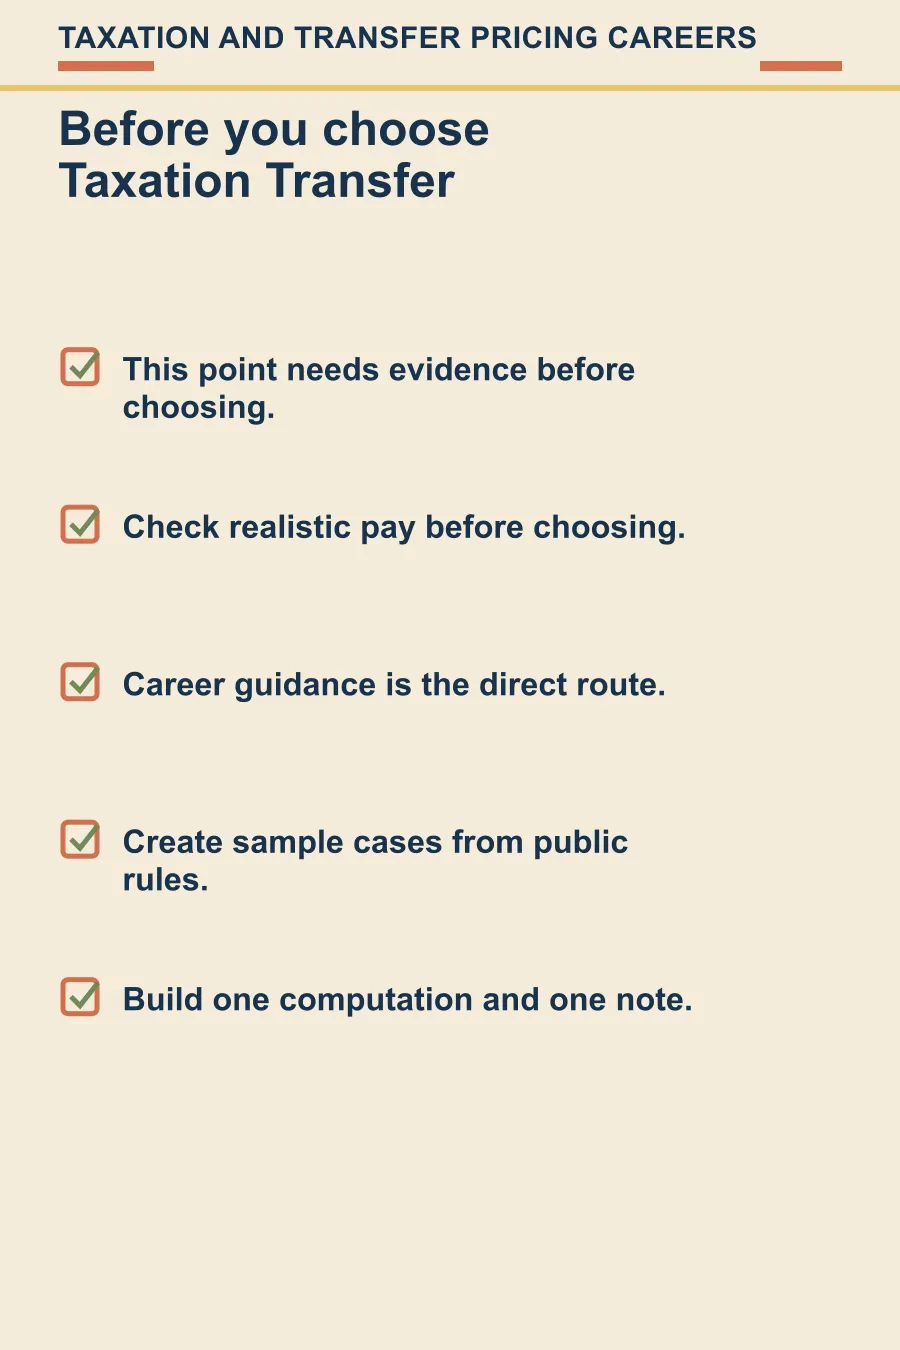 TAXATION AND TRANSFER PRICING CAREERS
Before you choose
Taxation Transfer
This point needs evidence before
choosing.
Check realistic pay before choosing.
Career guidance is the direct route.
Create sample cases from public
rules.
Build one computation and one note.